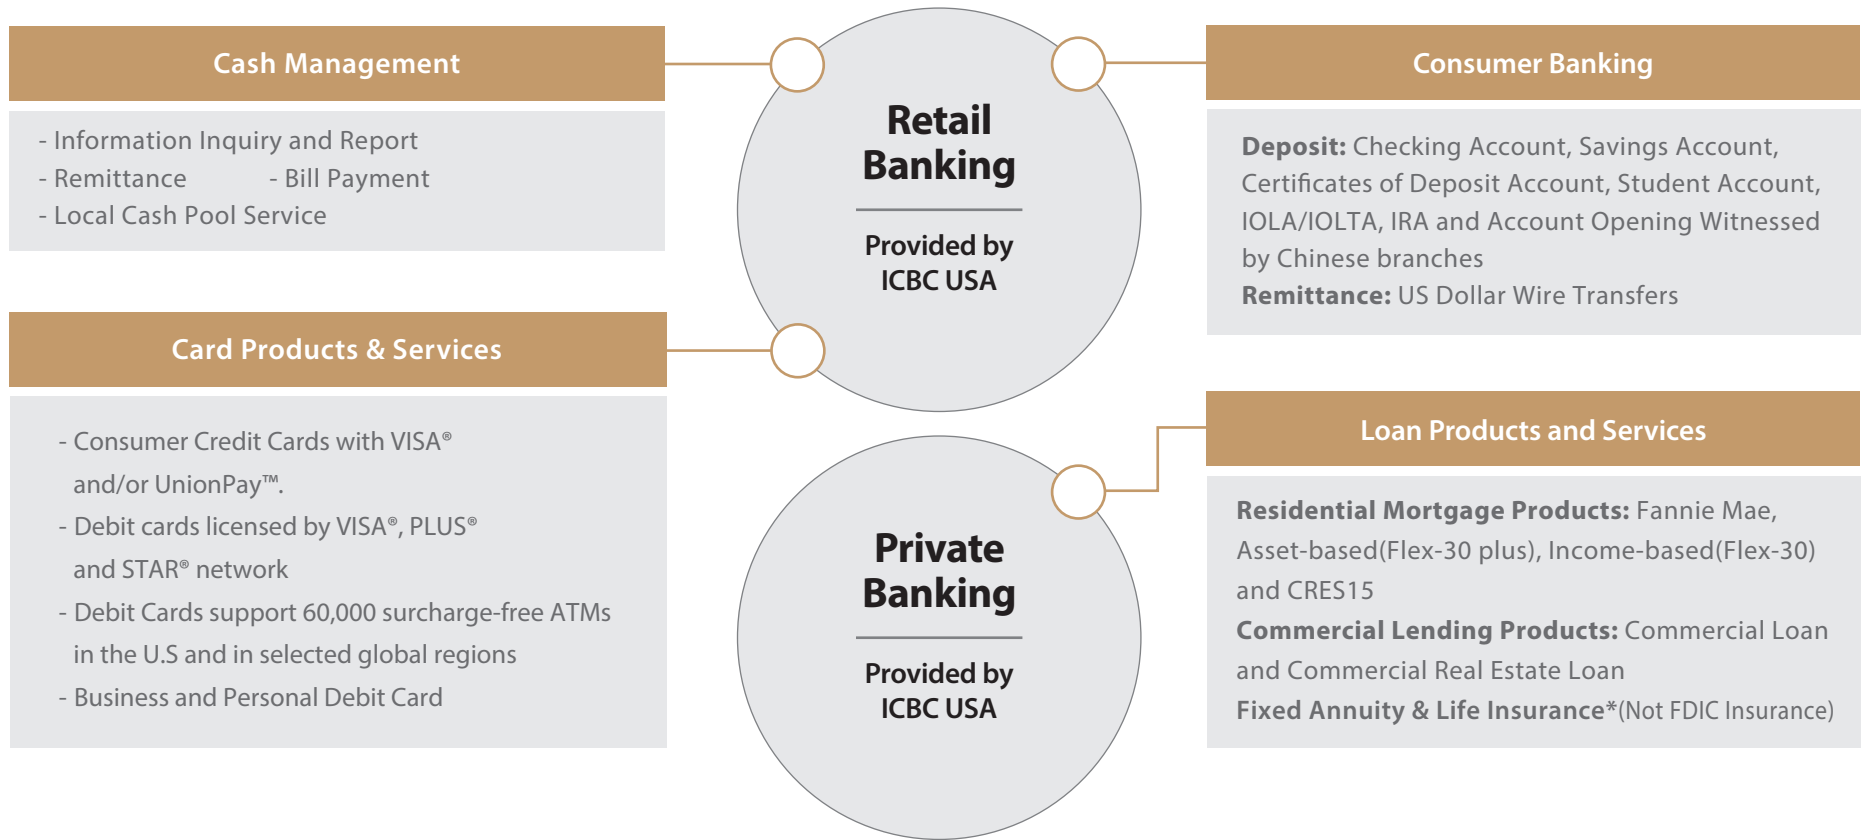 Cash Management
- Information Inquiry and Report
- Remittance - Bill Payment
- Local Cash Pool Service
Card Products & Services
- Consumer Credit Cards with VISA®
and/or UnionPay™.
- Debit cards licensed by VISA®, PLUS®
and STAR® network
- Debit Cards support 60,000 surcharge-free ATMs
in the U.S and in selected global regions
- Business and Personal Debit Card
Retail
Banking
Provided by
ICBC USA
Private
Banking
Provided by
ICBC USA
Consumer Banking
Deposit: Checking Account, Savings Account,
Certificates of Deposit Account, Student Account,
IOLA/IOLTA, IRA and Account Opening Witnessed
by Chinese branches
Remittance: US Dollar Wire Transfers
Loan Products and Services
Residential Mortgage Products: Fannie Mae,
Asset-based(Flex-30 plus), Income-based(Flex-30)
and CRES15
Commercial Lending Products: Commercial Loan
and Commercial Real Estate Loan
Fixed Annuity & Life Insurance*(Not FDIC Insurance)